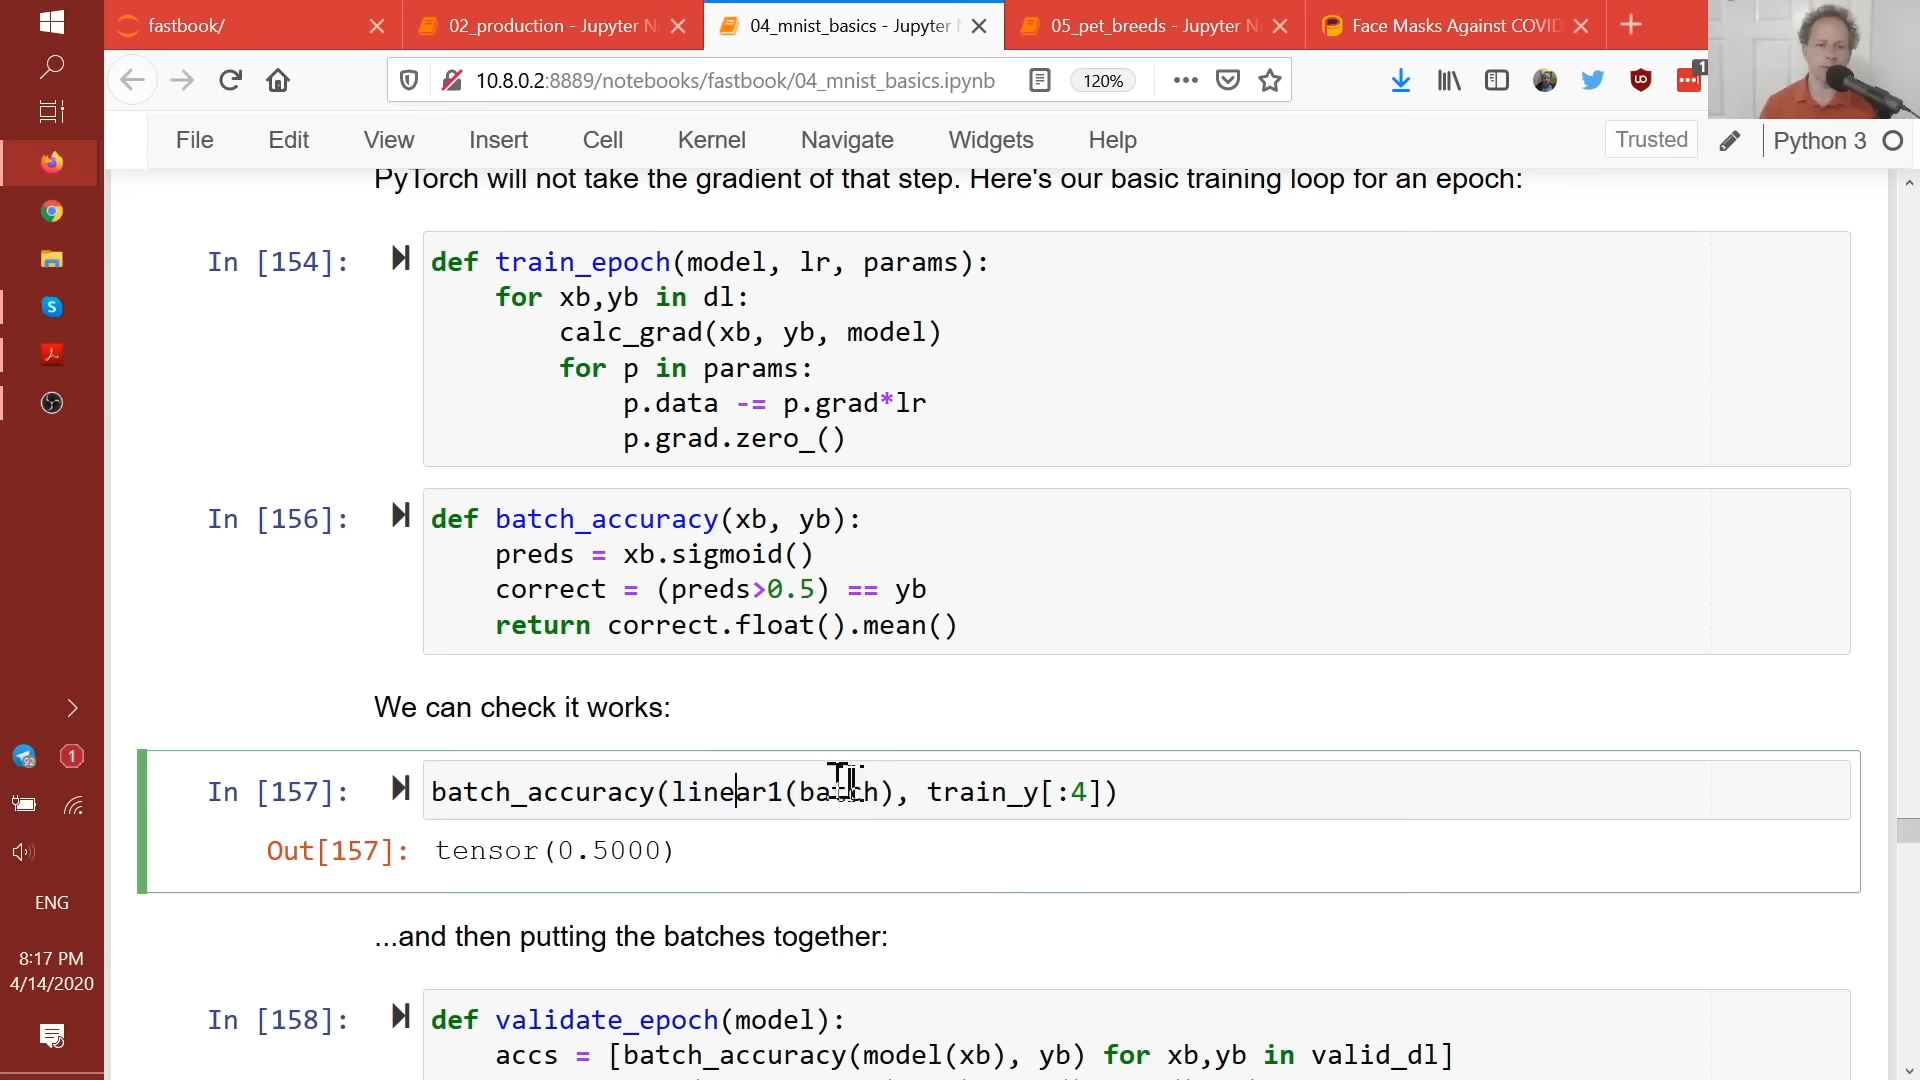 fastbook/
02_production - Jupyter N
04_mnist_basics - Jupyter N
05_pet_breeds - Jupyter N
Face Masks Against COVID
10.8.0.2:8889/notebooks/fastbook/04_mnist_basics.ipynb
120%
1
File Edit View Insert Cell Kernel Navigate Widgets Help
Trusted
Python 3
PyTorch will not take the gradient of that step. Here's our basic training loop for an epoch:
In [154]:
def train_epoch(model, lr, params):
for xb,yb in dl:
calc_grad(xb, yb, model)
for p in params:
p.data -= p.grad*lr
p.grad.zero_()
In [156]:
def batch_accuracy(xb, yb):
preds = xb.sigmoid()
correct = (preds>0.5) == yb
return correct.float().mean()
We can check it works:
In [157]:
batch_accuracy(linear1(batch), train_y[:4])
Out[157]:
tensor(0.5000)
...and then putting the batches together:
In [158]:
def validate_epoch(model):
accs = [batch_accuracy(model(xb), yb) for xb,yb in valid_dl]
92
1
ENG
8:17 PM
4/14/2020